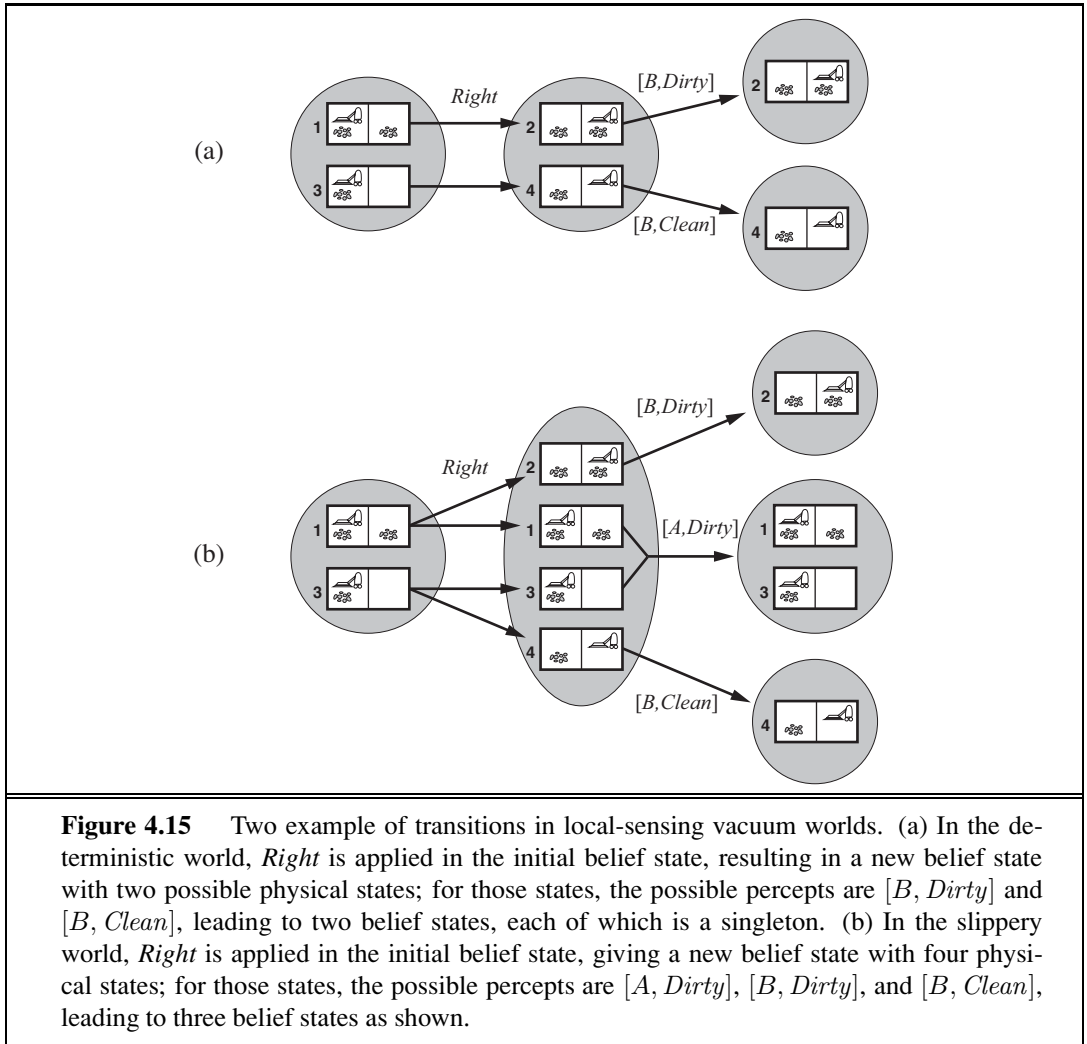 (a)
Right
[B,Dirty]
[B,Clean]
1
3
2
4
2
4
(b)
Right
[B,Dirty]
[A,Dirty]
[B,Clean]
1
3
2
1
3
4
2
1
3
4
Figure 4.15 Two example of transitions in local-sensing vacuum worlds. (a) In the de-
terministic world, Right is applied in the initial belief state, resulting in a new belief state
with two possible physical states; for those states, the possible percepts are [B, Dirty] and
[B, Clean], leading to two belief states, each of which is a singleton. (b) In the slippery
world, Right is applied in the initial belief state, giving a new belief state with four physi-
cal states; for those states, the possible percepts are [A, Dirty], [B, Dirty], and [B, Clean],
leading to three belief states as shown.